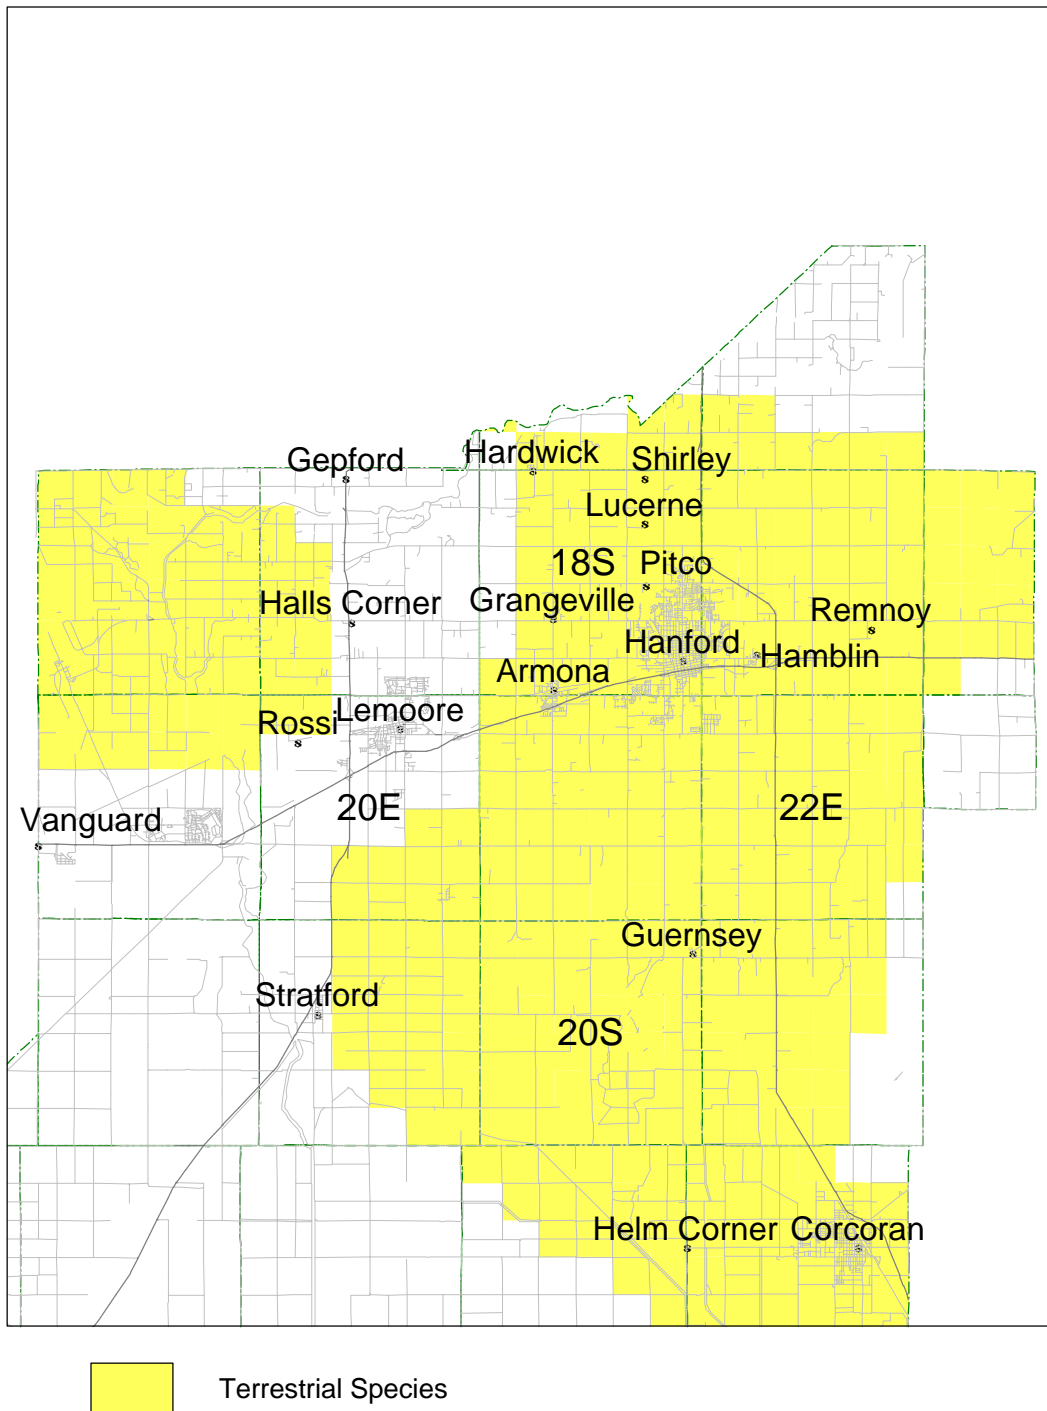 Hardwick
Gepford
Shirley
Lucerne
18S
Pitco
Halls Corner
Grangeville
Remnoy
Hanford
Hamblin
Armona
Rossi
Lemoore
20E
22E
Vanguard
Guernsey
Stratford
20S
Helm Corner
Corcoran
Terrestrial Species